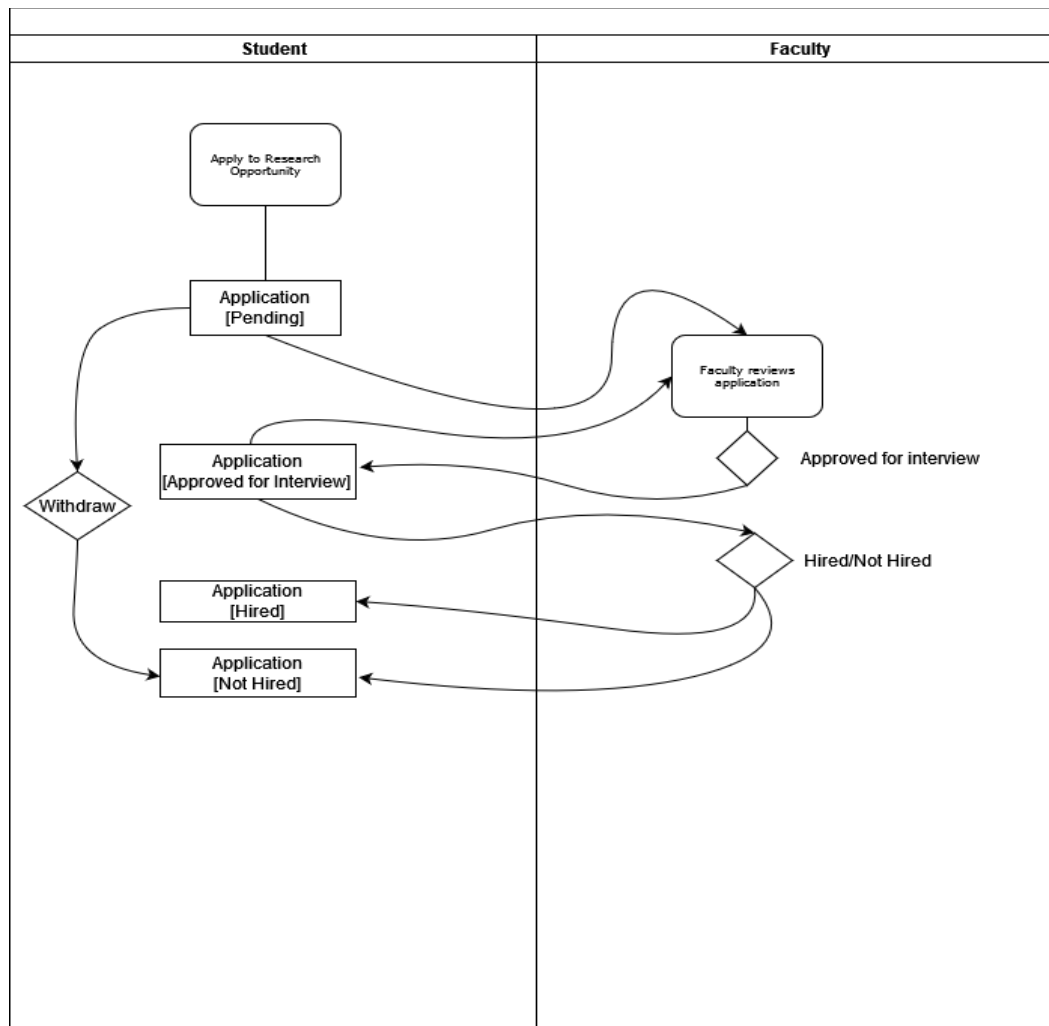 Student
Faculty
Apply to Research
Opportunity
Application
[Pending]
Faculty reviews
application
Application
[Approved for Interview]
Approved for interview
Withdraw
Hired/Not Hired
Application
[Hired]
Application
[Not Hired]